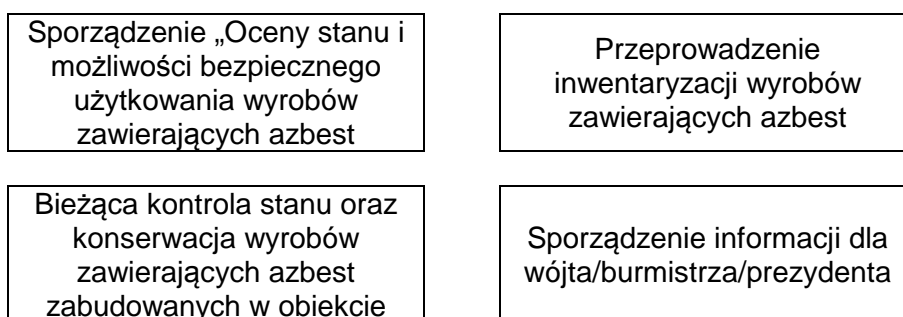 Sporządzenie „Oceny stanu i
możliwości bezpiecznego
użytkowania wyrobów
zawierających azbest
Przeprowadzenie
inwentaryzacji wyrobów
zawierających azbest
Bieżąca kontrola stanu oraz
konserwacja wyrobów
zawierających azbest
zabudowanych w obiekcie
Sporządzenie informacji dla
wójta/burmistrza/prezydenta